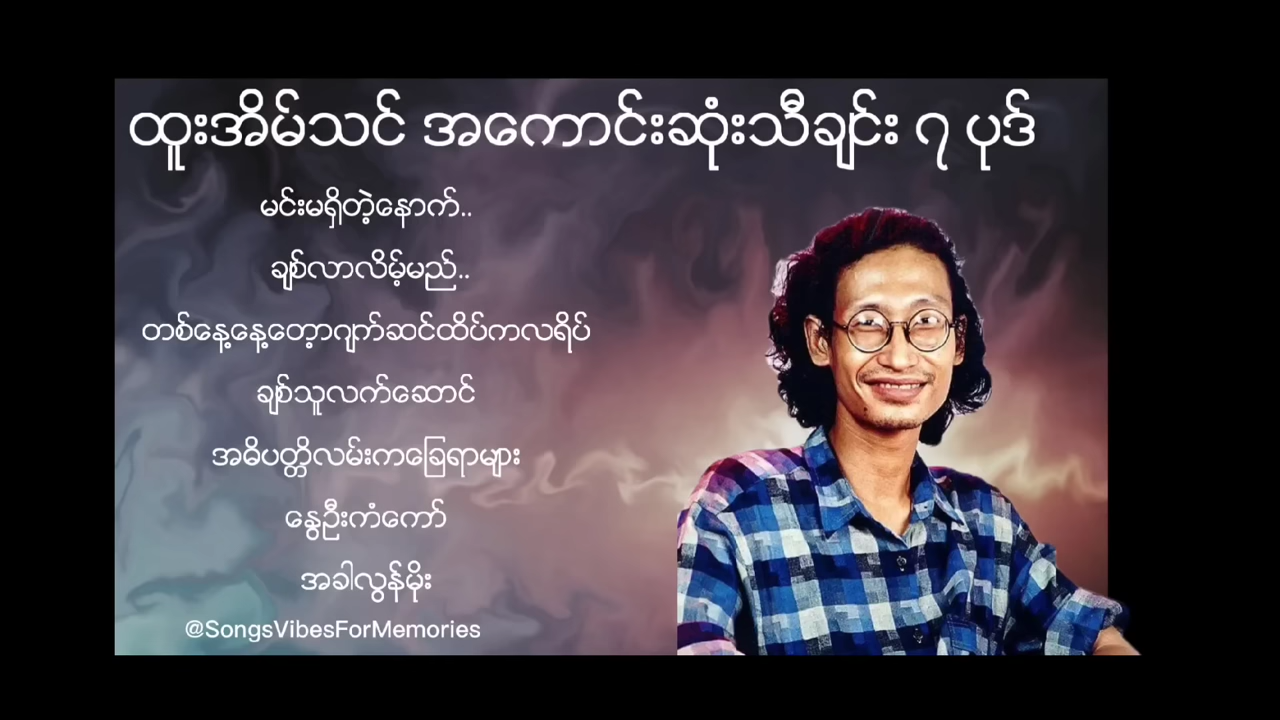 ထူးအိမ်သင် အကောင်းဆုံးသီချင်း ၇ ပုဒ်
မင်းမရှိတဲ့နောက်..
ချစ်လာလိမ့်မည်..
တစ်နေ့နေ့တော့ဂျက်ဆင်ထိပ်ကလရိပ်
ချစ်သူလက်ဆောင်
အဓိပတ္တိလမ်းကခြေရာများ
နွေဦးကံကော်
အခါလွန်မိုး
@SongsVibesForMemories